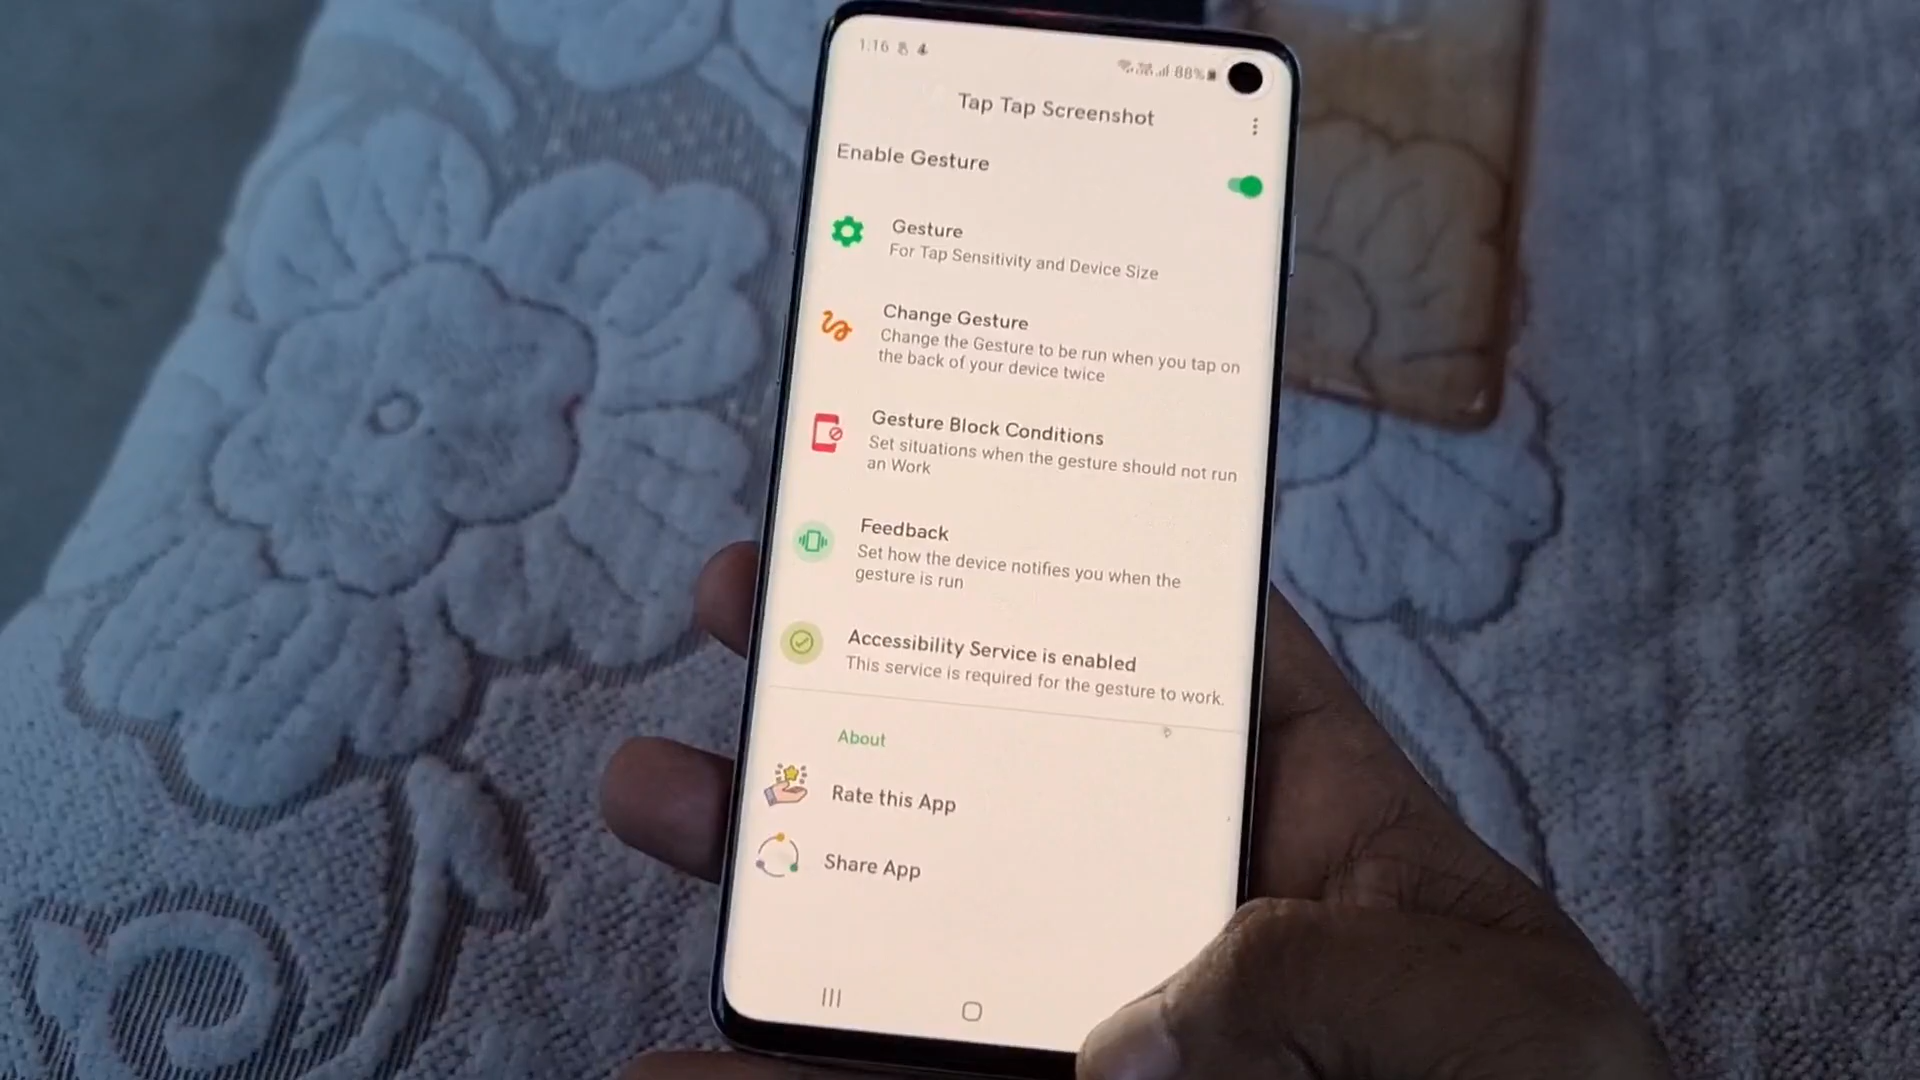 1:16
88%
Tap Tap Screenshot
Enable Gesture
Gesture
For Tap Sensitivity and Device Size
Change Gesture
Change the Gesture to be run when you tap on
the back of your device twice
Gesture Block Conditions
Set situations when the gesture should not run
an Work
Feedback
Set how the device notifies you when the
gesture is run
Accessibility Service is enabled
This service is required for the gesture to work.
About
Rate this App
Share App